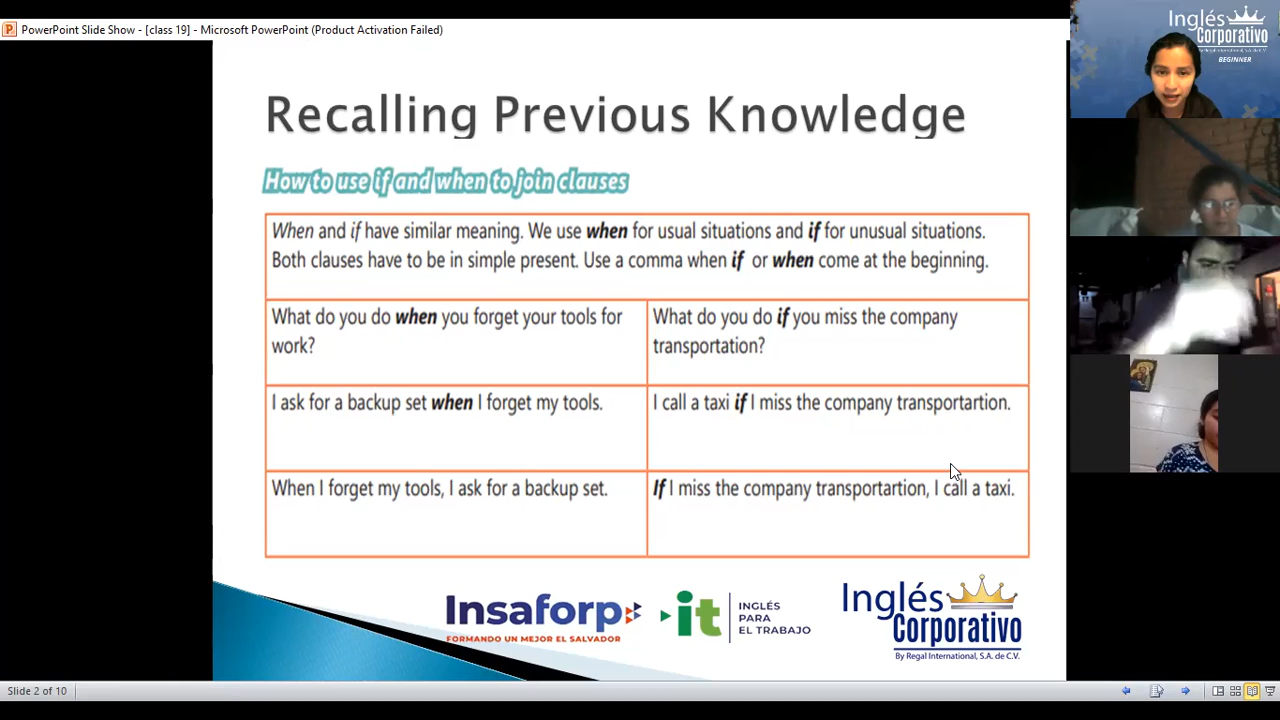 PowerPoint Slide Show - [class 19] - Microsoft PowerPoint (Product Activation Failed)
Inglés
Corporativo
By Regal International, S.A. de C.V.
BEGINNER
Recalling Previous Knowledge
How to use if and when to join clauses
When and if have similar meaning. We use when for usual situations and if for unusual situations.
Both clauses have to be in simple present. Use a comma when if or when come at the beginning.
What do you do when you forget your tools for
work?
What do you do if you miss the company
transportation?
I ask for a backup set when I forget my tools.
I call a taxi if I miss the company transportartion.
When I forget my tools, I ask for a backup set.
If I miss the company transportartion, I call a taxi.
Insaforp
FORMANDO UN MEJOR EL SALVADOR
it
INGLÉS
PARA
EL TRABAJO
Inglés
Corporativo
By Regal International, S.A. de C.V.
Slide 2 of 10